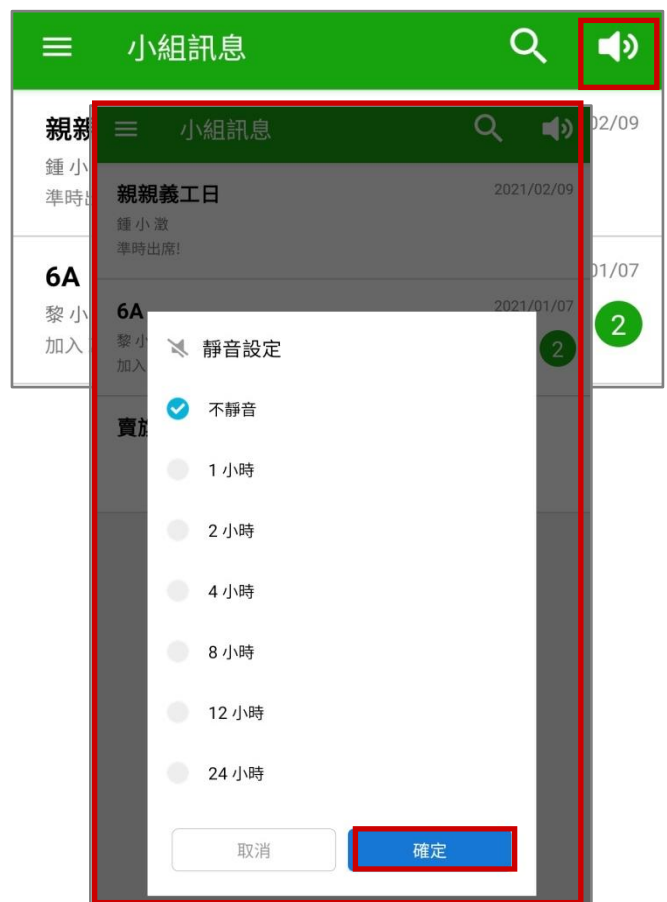 小組訊息
親親
02/09
鍾 小
準時
6A
01/07
黎 小
2
加入
小組訊息
親親義工日
2021/02/09
鍾 小 澂
準時出席!
6A
2021/01/07
黎 小
2
加入
賣旗
靜音設定
不靜音
1 小時
2 小時
4 小時
8 小時
12 小時
24 小時
取消
確定